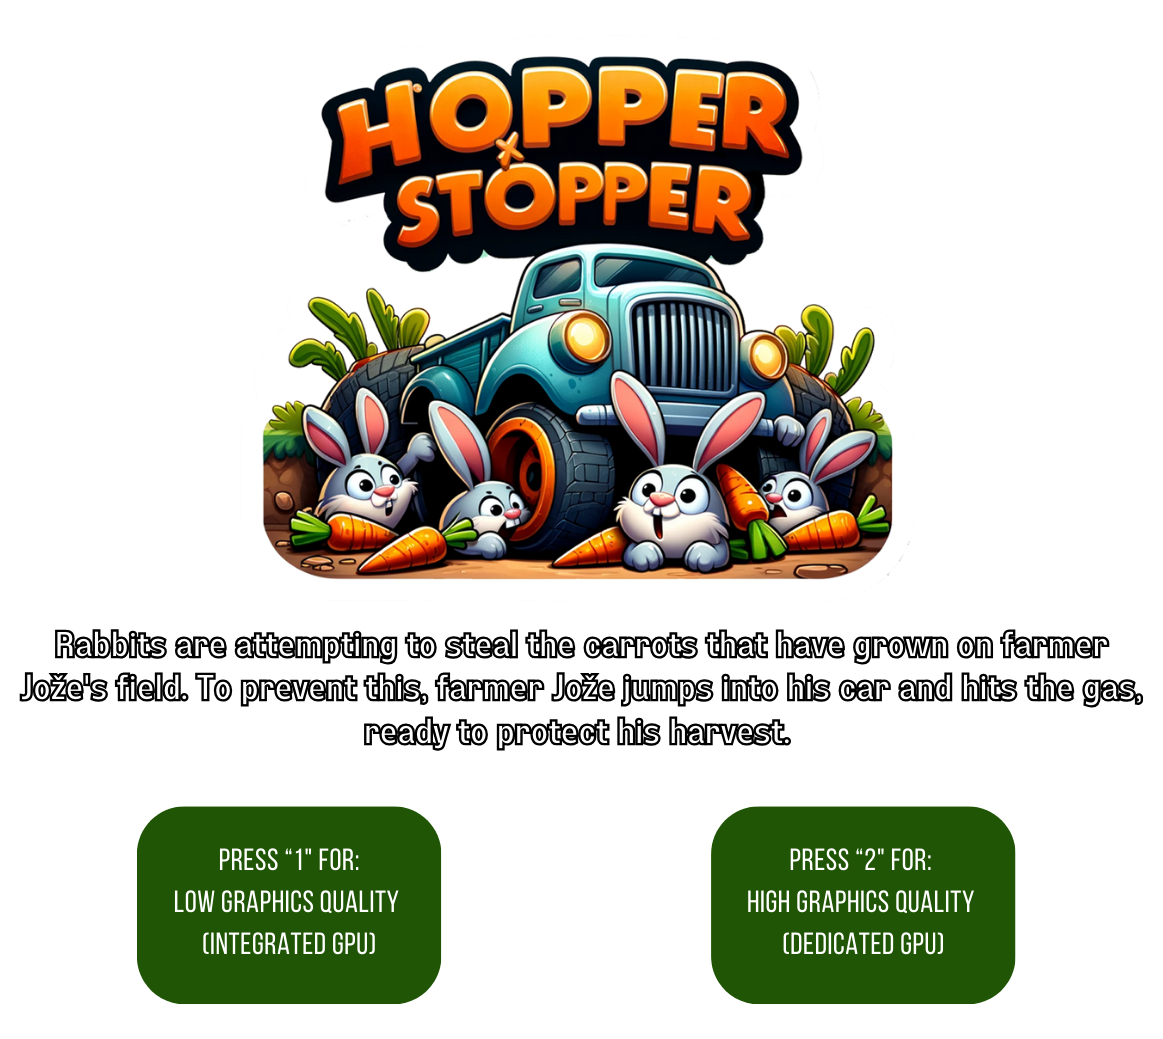 HOPPER
STOPPER
Rabbits are attempting to steal the carrots that have grown on farmer
Jože's field. To prevent this, farmer Jože jumps into his car and hits the gas,
ready to protect his harvest.
PRESS “1" FOR:
LOW GRAPHICS QUALITY
(INTEGRATED GPU)
PRESS “2" FOR:
HIGH GRAPHICS QUALITY
(DEDICATED GPU)